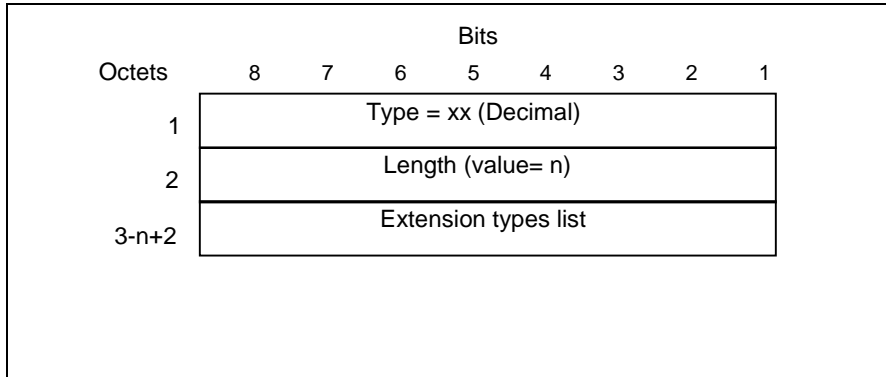 Bits
Octets 8 7 6 5 4 3 2 1
1 Type = xx (Decimal)
2 Length (value= n)
3-n+2 Extension types list